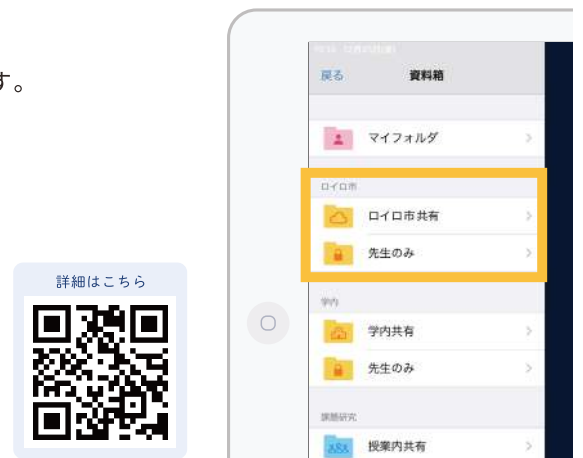 す。
詳細はこちら
戻る
資料箱
マイフォルダ
ロイロ市
ロイロ市共有
先生のみ
学内
学内共有
先生のみ
課題研究
授業内共有